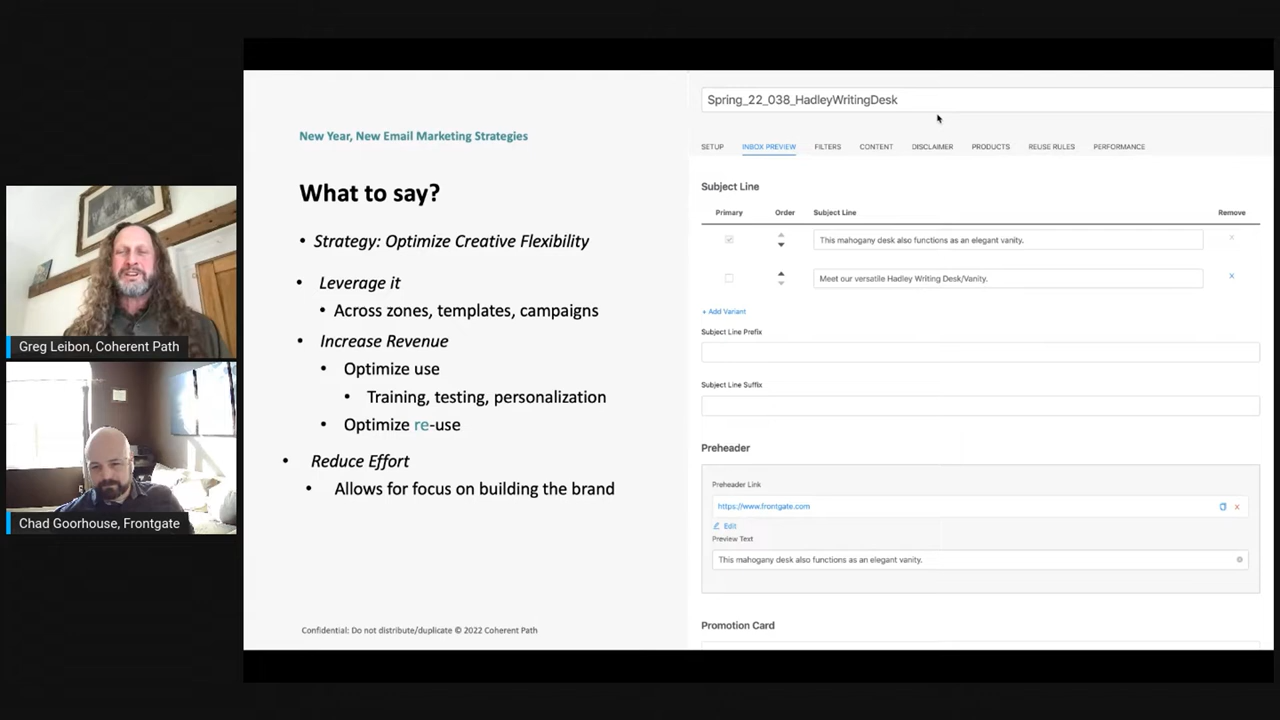 Greg Leibon, Coherent Path
Chad Goorhouse, Frontgate
New Year, New Email Marketing Strategies
What to say?
• Strategy: Optimize Creative Flexibility
• Leverage it
• Across zones, templates, campaigns
• Increase Revenue
• Optimize use
• Training, testing, personalization
• Optimize re-use
• Reduce Effort
• Allows for focus on building the brand
Confidential: Do not distribute/duplicate © 2022 Coherent Path
Spring_22_038_HadleyWritingDesk
SETUP INBOX PREVIEW FILTERS CONTENT DISCLAIMER PRODUCTS REUSE RULES PERFORMANCE
Subject Line
Primary Order Subject Line Remove
This mahogany desk also functions as an elegant vanity.
Meet our versatile Hadley Writing Desk/Vanity.
+ Add Variant
Subject Line Prefix
Subject Line Suffix
Preheader
Preheader Link
https://www.frontgate.com
Edit
Preview Text
This mahogany desk also functions as an elegant vanity.
Promotion Card